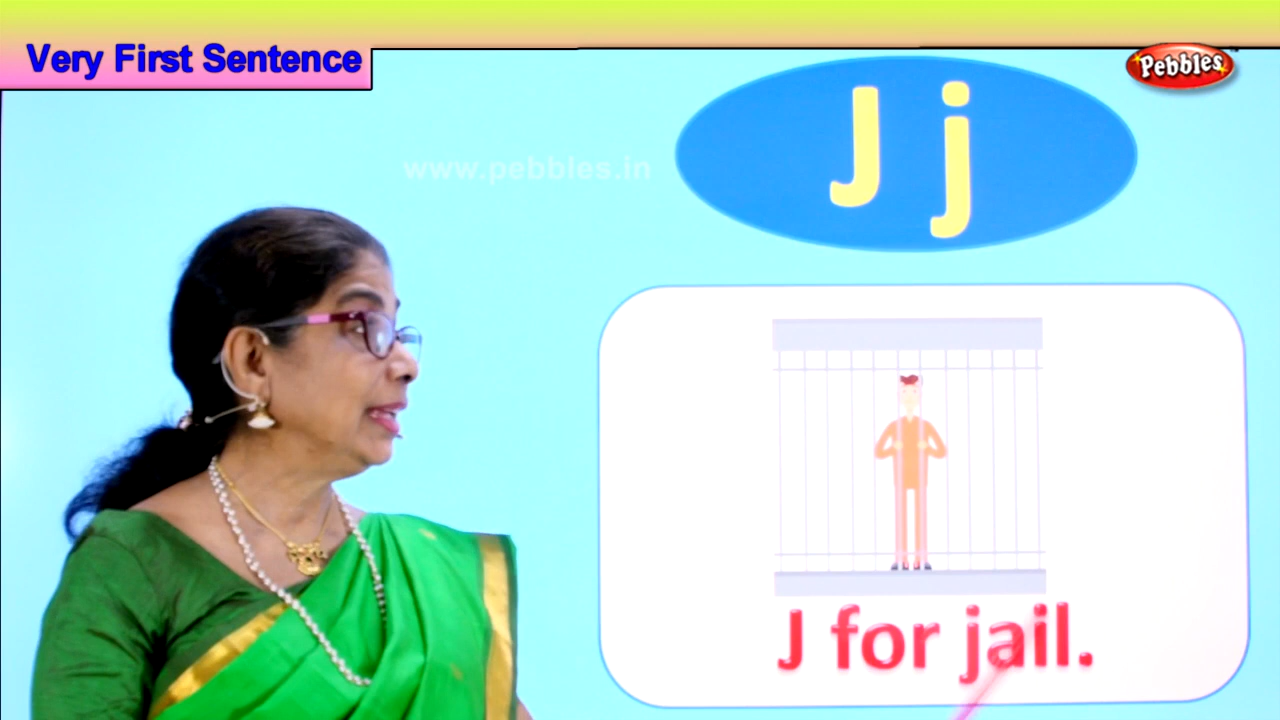 Very First Sentence
Pebbles
J j
www.pebbles.in
J for jail.